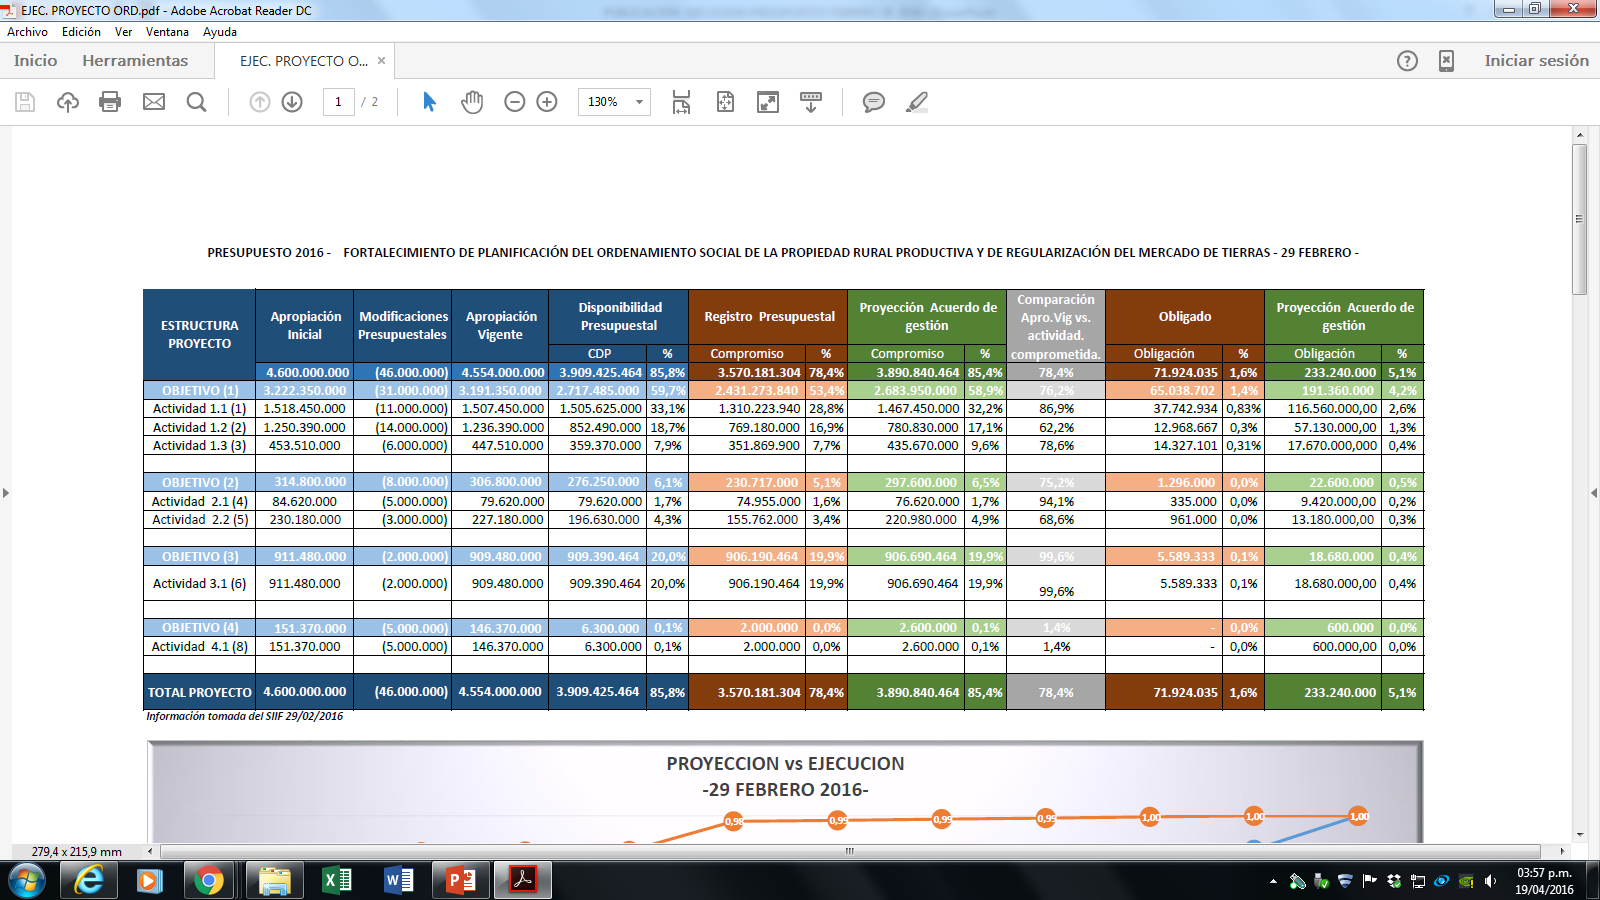 EJEC. PROYECTO ORD.pdf - Adobe Acrobat Reader DC
Archivo Edición Ver Ventana Ayuda
Inicio Herramientas EJEC. PROYECTO O... × Iniciar sesión
1 / 2 130%
PRESUPUESTO 2016 - FORTALECIMIENTO DE PLANIFICACIÓN DEL ORDENAMIENTO SOCIAL DE LA PROPIEDAD RURAL PRODUCTIVA Y DE REGULARIZACIÓN DEL MERCADO DE TIERRAS - 29 FEBRERO -
ESTRUCTURA PROYECTO Apropiación Inicial Modificaciones Presupuestales Apropiación Vigente Disponibilidad Presupuestal Registro Presupuestal Proyección Acuerdo de gestión Comparación Apro.Vig vs. actividad. comprometida. Obligado Proyección Acuerdo de gestión
CDP % Compromiso % Compromiso % Obligación % Obligación %
4.600.000.000 (46.000.000) 4.554.000.000 3.909.425.464 85,8% 3.570.181.304 78,4% 3.890.840.464 85,4% 78,4% 71.924.035 1,6% 233.240.000 5,1%
OBJETIVO (1) 3.222.350.000 (31.000.000) 3.191.350.000 2.717.485.000 59,7% 2.431.273.840 53,4% 2.683.950.000 58,9% 76,2% 65.038.702 1,4% 191.360.000 4,2%
Actividad 1.1 (1) 1.518.450.000 (11.000.000) 1.507.450.000 1.505.625.000 33,1% 1.310.223.940 28,8% 1.467.450.000 32,2% 86,9% 37.742.934 0,83% 116.560.000,00 2,6%
Actividad 1.2 (2) 1.250.390.000 (14.000.000) 1.236.390.000 852.490.000 18,7% 769.180.000 16,9% 780.830.000 17,1% 62,2% 12.968.667 0,3% 57.130.000,00 1,3%
Actividad 1.3 (3) 453.510.000 (6.000.000) 447.510.000 359.370.000 7,9% 351.869.900 7,7% 435.670.000 9,6% 78,6% 14.327.101 0,31% 17.670.000,000 0,4%
OBJETIVO (2) 314.800.000 (8.000.000) 306.800.000 276.250.000 6,1% 230.717.000 5,1% 297.600.000 6,5% 75,2% 1.296.000 0,0% 22.600.000 0,5%
Actividad 2.1 (4) 84.620.000 (5.000.000) 79.620.000 79.620.000 1,7% 74.955.000 1,6% 76.620.000 1,7% 94,1% 335.000 0,0% 9.420.000,00 0,2%
Actividad 2.2 (5) 230.180.000 (3.000.000) 227.180.000 196.630.000 4,3% 155.762.000 3,4% 220.980.000 4,9% 68,6% 961.000 0,0% 13.180.000,00 0,3%
OBJETIVO (3) 911.480.000 (2.000.000) 909.480.000 909.390.464 20,0% 906.190.464 19,9% 906.690.464 19,9% 99,6% 5.589.333 0,1% 18.680.000 0,4%
Actividad 3.1 (6) 911.480.000 (2.000.000) 909.480.000 909.390.464 20,0% 906.190.464 19,9% 906.690.464 19,9% 99,6% 5.589.333 0,1% 18.680.000,00 0,4%
OBJETIVO (4) 151.370.000 (5.000.000) 146.370.000 6.300.000 0,1% 2.000.000 0,0% 2.600.000 0,1% 1,4% - 0,0% 600.000 0,0%
Actividad 4.1 (8) 151.370.000 (5.000.000) 146.370.000 6.300.000 0,1% 2.000.000 0,0% 2.600.000 0,1% 1,4% - 0,0% 600.000,00 0,0%
TOTAL PROYECTO 4.600.000.000 (46.000.000) 4.554.000.000 3.909.425.464 85,8% 3.570.181.304 78,4% 3.890.840.464 85,4% 78,4% 71.924.035 1,6% 233.240.000 5,1%
Información tomada del SIIF 29/02/2016
PROYECCION vs EJECUCION
-29 FEBRERO 2016-
0,98 0,99 0,99 0,99 1,00 1,00 1,00
279,4 x 215,9 mm
03:57 p.m.
19/04/2016